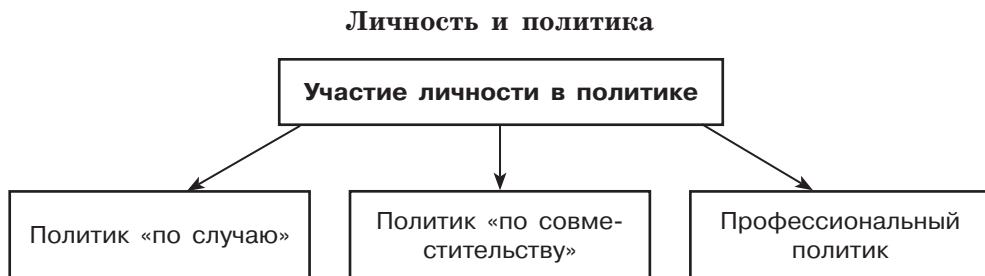 Личность и политика
Участие личности в политике
Политик «по случаю»
Политик «по совме-
стительству»
Профессиональный
политик